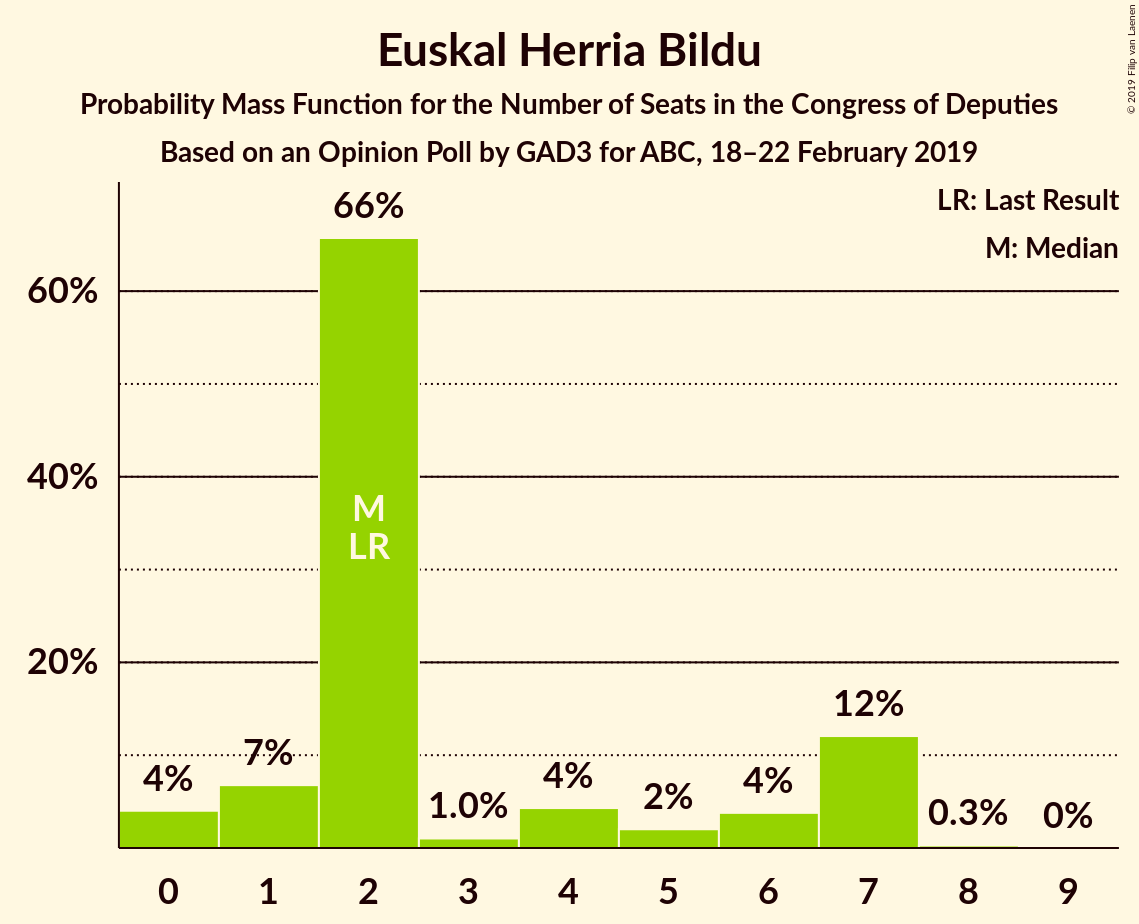 Euskal Herria Bildu
Probability Mass Function for the Number of Seats in the Congress of Deputies
Based on an Opinion Poll by GAD3 for ABC, 18–22 February 2019
© 2019 Filip van Laenen
LR: Last Result
M: Median
60%
40%
20%
4%
7%
66%
1.0%
4%
2%
4%
12%
0.3%
0%
M
LR
0 1 2 3 4 5 6 7 8 9